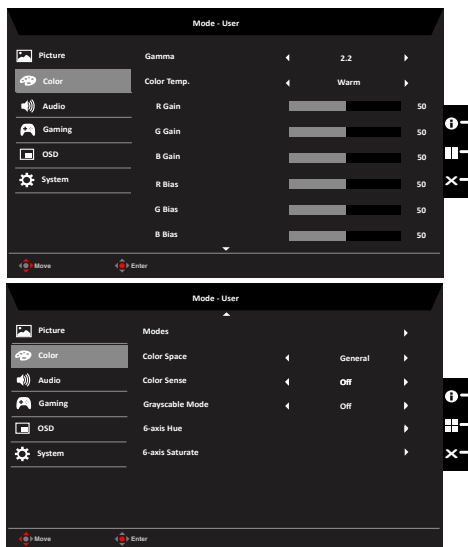 Mode - User
Picture
Gamma 2.2
Color
Color Temp. Warm
Audio
R Gain 50
Gaming
G Gain 50
OSD
B Gain 50
System
R Bias 50
G Bias 50
B Bias 50
Move Enter
Mode - User
Picture
Modes
Color
Color Space General
Audio
Color Sense Off
Gaming
Grayscable Mode Off
OSD
6-axis Hue
System
6-axis Saturate
Move Enter